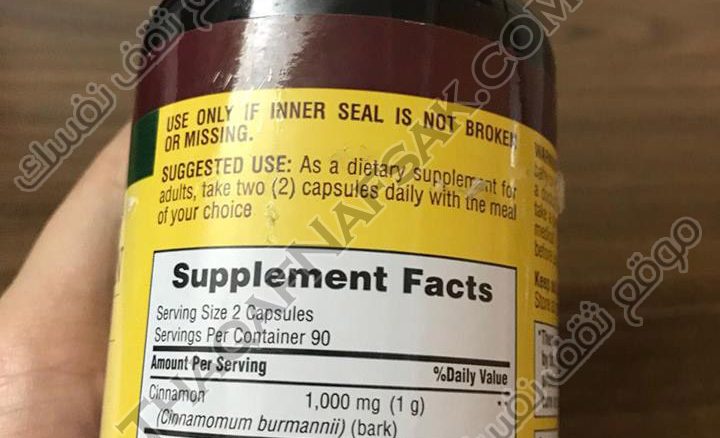 USE ONLY IF INNER SEAL IS NOT BROKEN
OR MISSING.
SUGGESTED USE: As a dietary supplement for
adults, take two (2) capsules daily with the meal
of your choice
Supplement Facts
Serving Size 2 Capsules
Servings Per Container 90
Amount Per Serving %Daily Value
Cinnamon 1,000 mg (1 g) **
(Cinnamomum burmannii) (bark)
THAQAFNAFSAK.COM
موقع ثقف نفسك
موقع ثقف نفسك